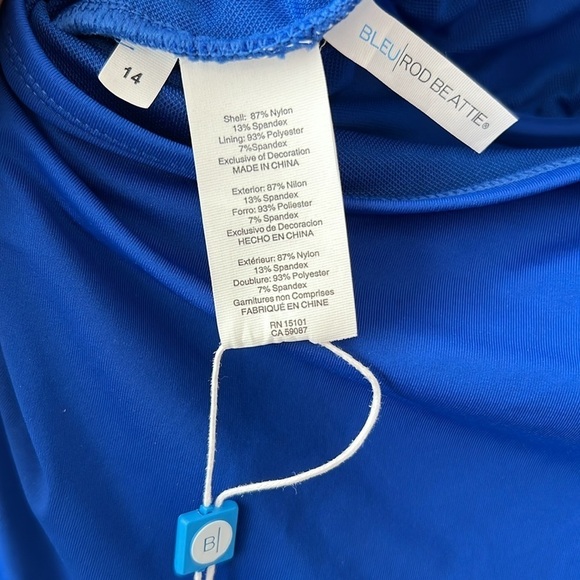 14
BLEU|ROD BEATTIE®
Shell: 87% Nylon
13% Spandex
Lining: 93% Polyester
7%Spandex
Exclusive of Decoration
MADE IN CHINA
Exterior: 87% Nilon
13% Spandex
Forro: 93% Poliester
7% Spandex
Exclusivo de Decoracion
HECHO EN CHINA
Extérieur: 87% Nylon
13% Spandex
Doublure: 93% Polyester
7% Spandex
Garnitures non Comprises
FABRIQUÉ EN CHINE
RN 15101
CA 59087
B|